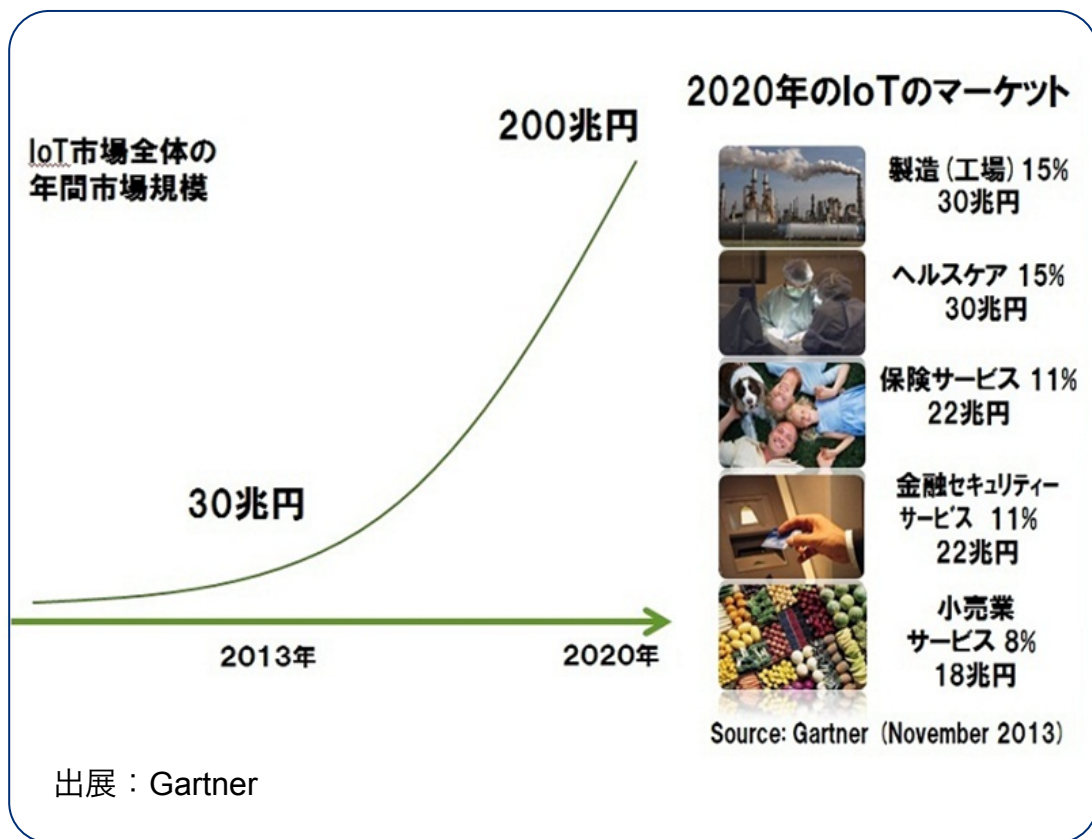 IoT市場全体の
年間市場規模
200兆円
30兆円
2013年
2020年
2020年のIoTのマーケット
製造(工場) 15%
30兆円
ヘルスケア 15%
30兆円
保険サービス 11%
22兆円
金融セキュリティー
サービス 11%
22兆円
小売業
サービス 8%
18兆円
Source: Gartner (November 2013)
出展：Gartner